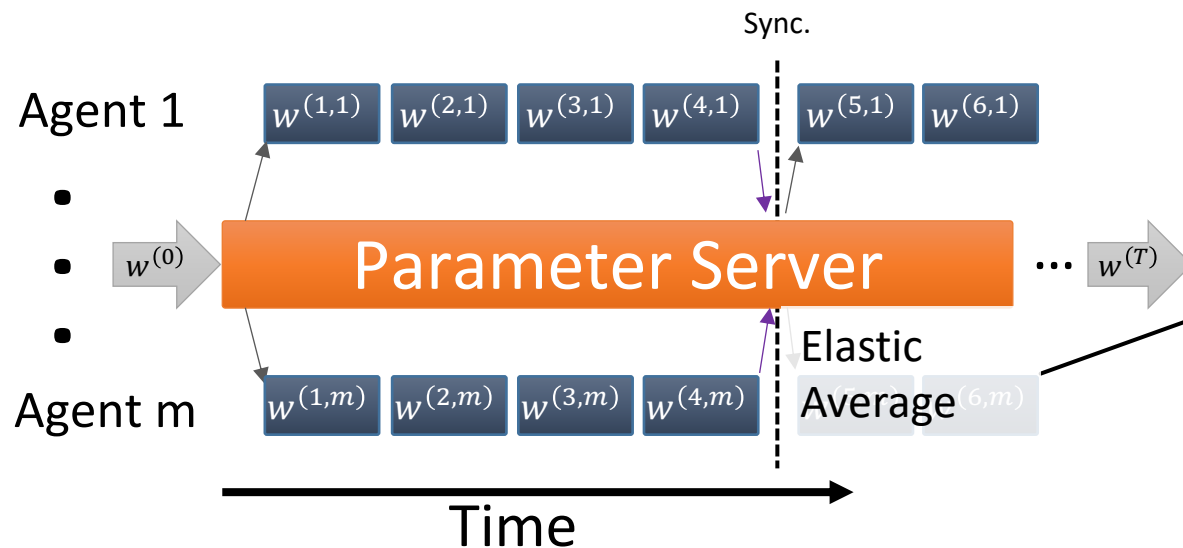 Sync.
Agent 1
w^(1,1) w^(2,1) w^(3,1) w^(4,1) w^(5,1) w^(6,1)
w^(0)
Parameter Server
... w^(T)
Elastic
Average
Agent m
w^(1,m) w^(2,m) w^(3,m) w^(4,m)
Time